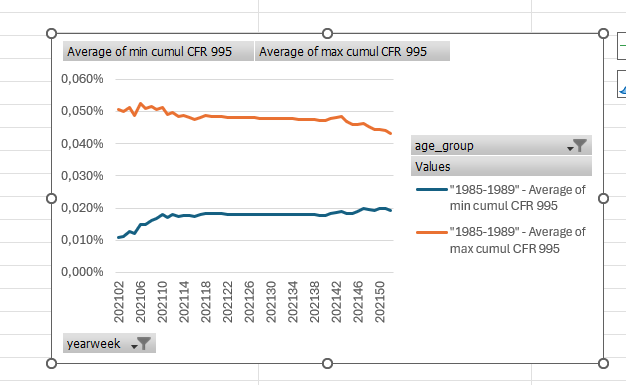 Average of min cumul CFR 995
Average of max cumul CFR 995
0,060%
0,050%
0,040%
0,030%
0,020%
0,010%
0,000%
202102
202106
202110
202114
202118
202122
202126
202130
202134
202138
202142
202146
202150
age_group
Values
"1985-1989" - Average of
min cumul CFR 995
"1985-1989" - Average of
max cumul CFR 995
yearweek